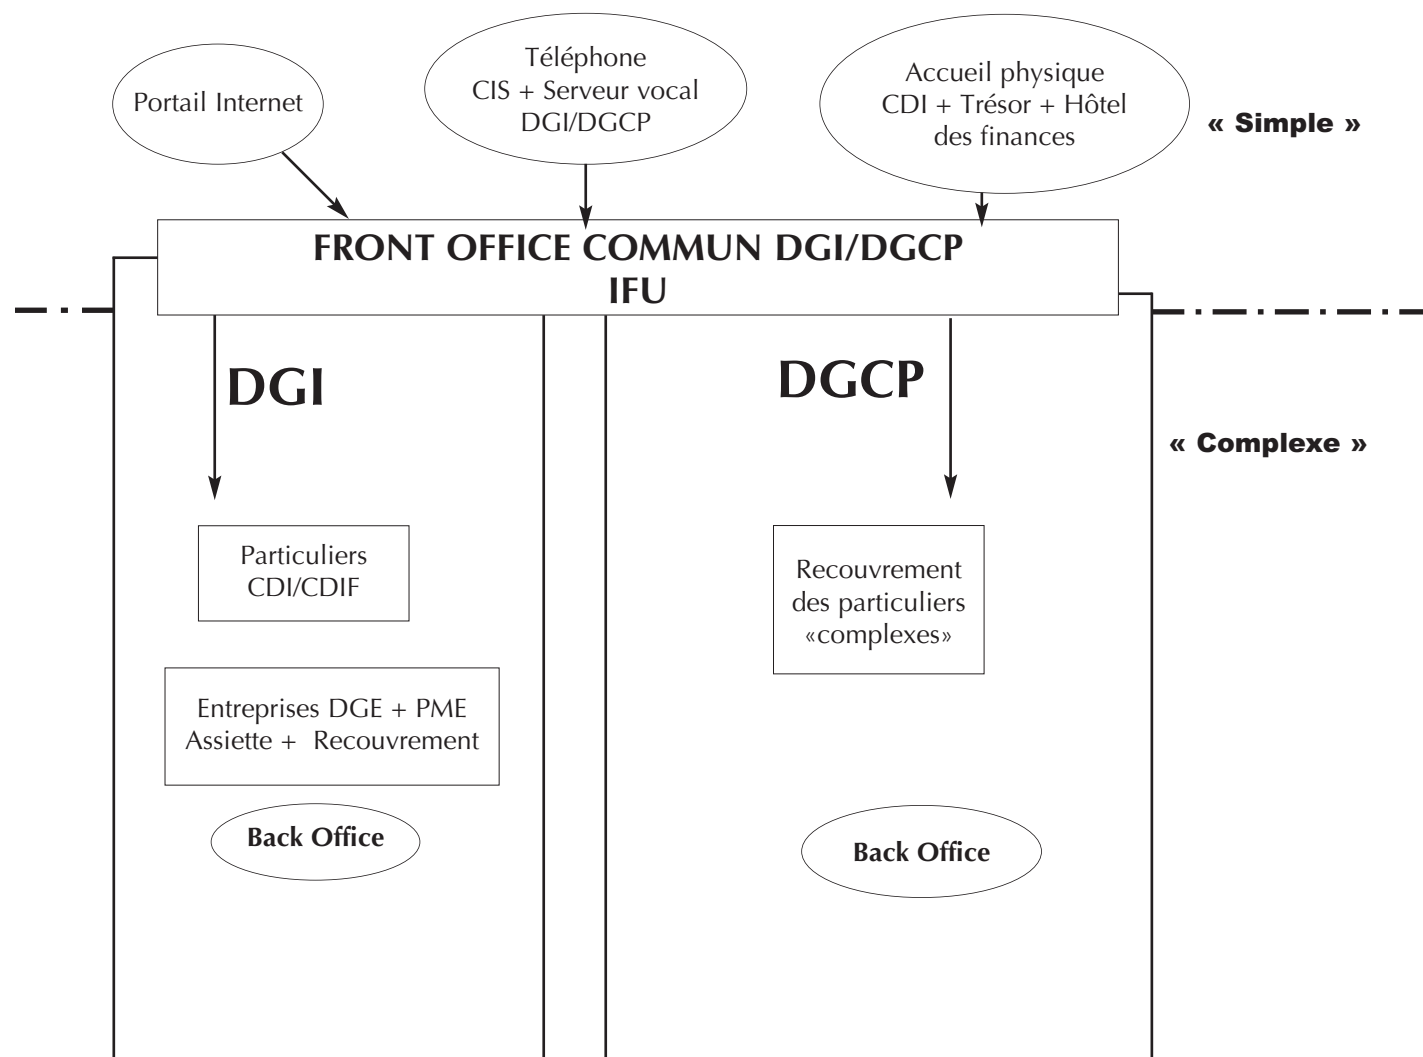 Portail Internet
Téléphone
CIS + Serveur vocal
DGI/DGCP
Accueil physique
CDI + Trésor + Hôtel
des finances
« Simple »
FRONT OFFICE COMMUN DGI/DGCP
IFU
DGI
DGCP
« Complexe »
Particuliers
CDI/CDIF
Recouvrement
des particuliers
«complexes»
Entreprises DGE + PME
Assiette + Recouvrement
Back Office
Back Office